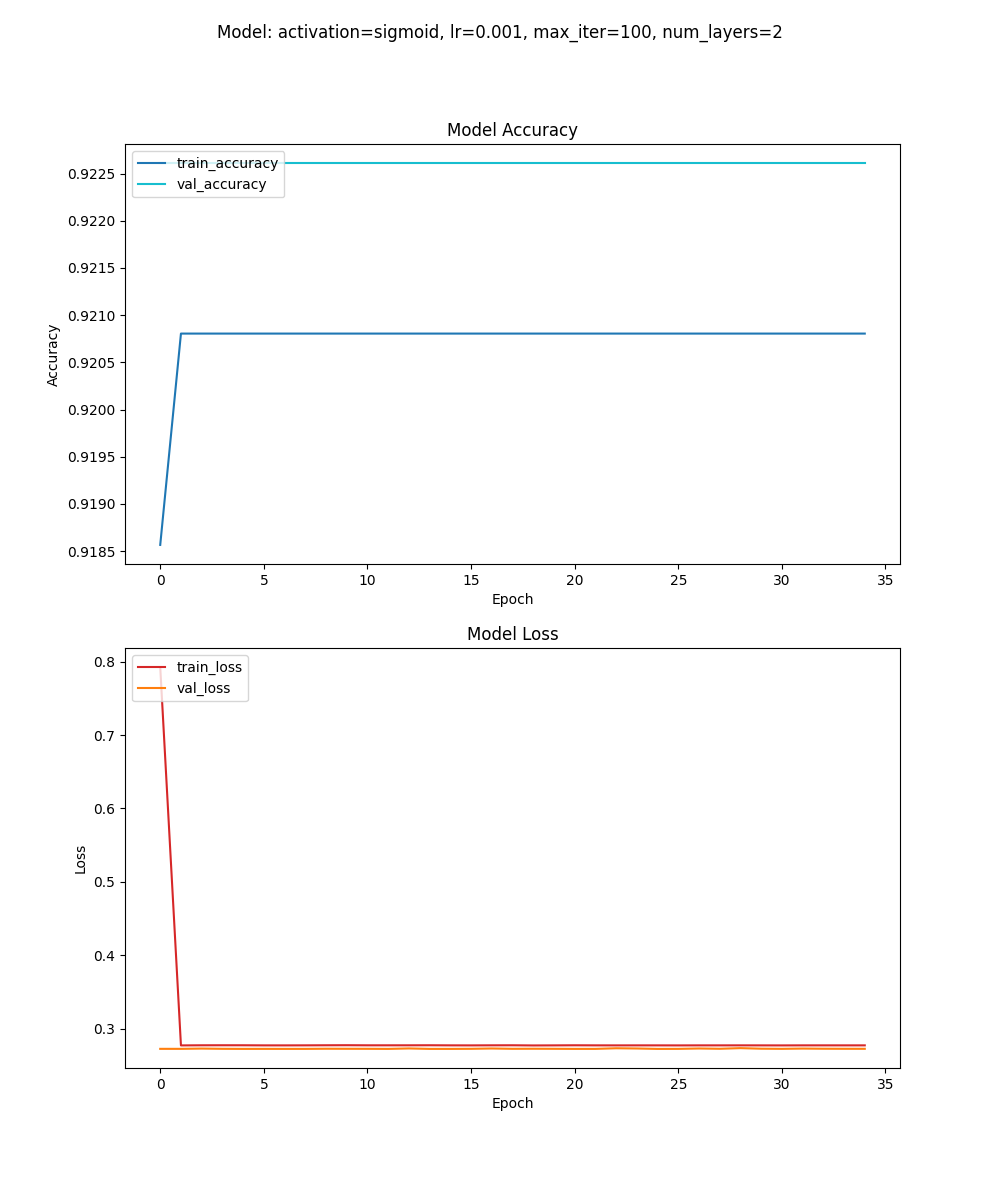 Model: activation=sigmoid, lr=0.001, max_iter=100, num_layers=2
Model Accuracy
train_accuracy
val_accuracy
0.9225
0.9220
0.9215
0.9210
0.9205
0.9200
0.9195
0.9190
0.9185
Accuracy
0 5 10 15 20 25 30 35
Epoch
Model Loss
train_loss
val_loss
0.8
0.7
0.6
0.5
0.4
0.3
Loss
0 5 10 15 20 25 30 35
Epoch